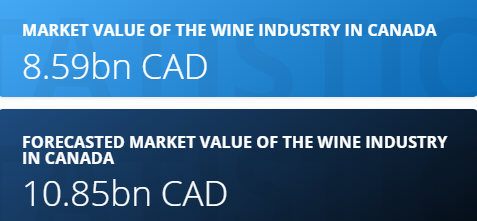 MARKET VALUE OF THE WINE INDUSTRY IN CANADA
8.59bn CAD
FORECASTED MARKET VALUE OF THE WINE INDUSTRY
IN CANADA
10.85bn CAD